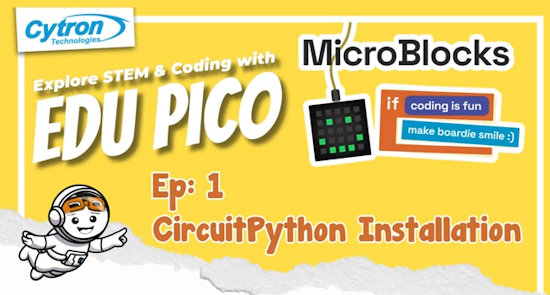 Cytron
Technologies
Explore STEM & Coding with
EDU PICO
MicroBlocks
if coding is fun
make boardie smile :)
Ep: 1
CircuitPython Installation